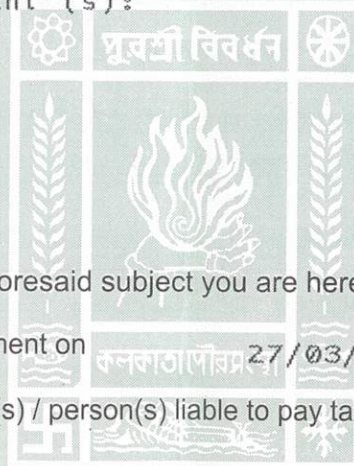 (s):
পুরশ্রী বিবর্ধন
oresaid subject you are here
ment on কলকাতা পৌরসংস্থা 27/03/
s) / person(s) liable to pay ta